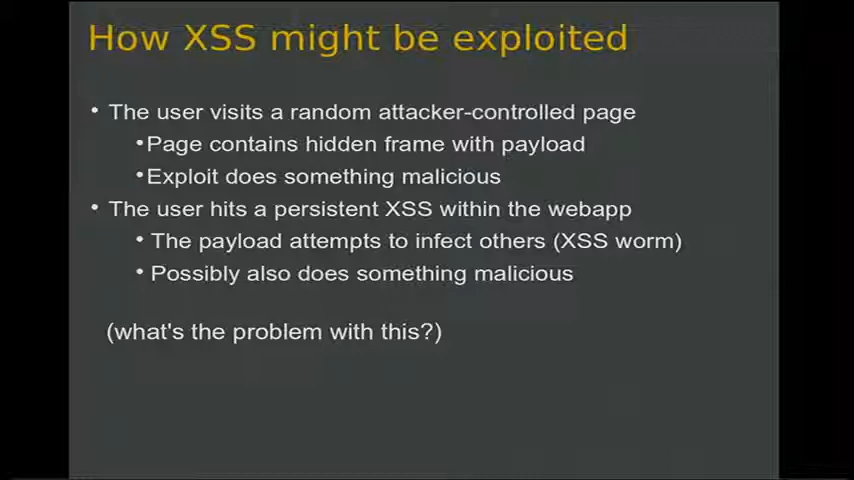 How XSS might be exploited
• The user visits a random attacker-controlled page
•Page contains hidden frame with payload
•Exploit does something malicious
• The user hits a persistent XSS within the webapp
• The payload attempts to infect others (XSS worm)
• Possibly also does something malicious
(what's the problem with this?)